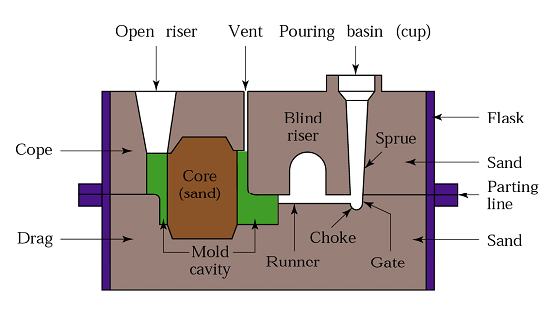 Open riser
Vent
Pouring basin (cup)
Blind
riser
Flask
Sprue
Cope
Sand
Core
(sand)
Parting
line
Drag
Choke
Sand
Mold
cavity
Runner
Gate